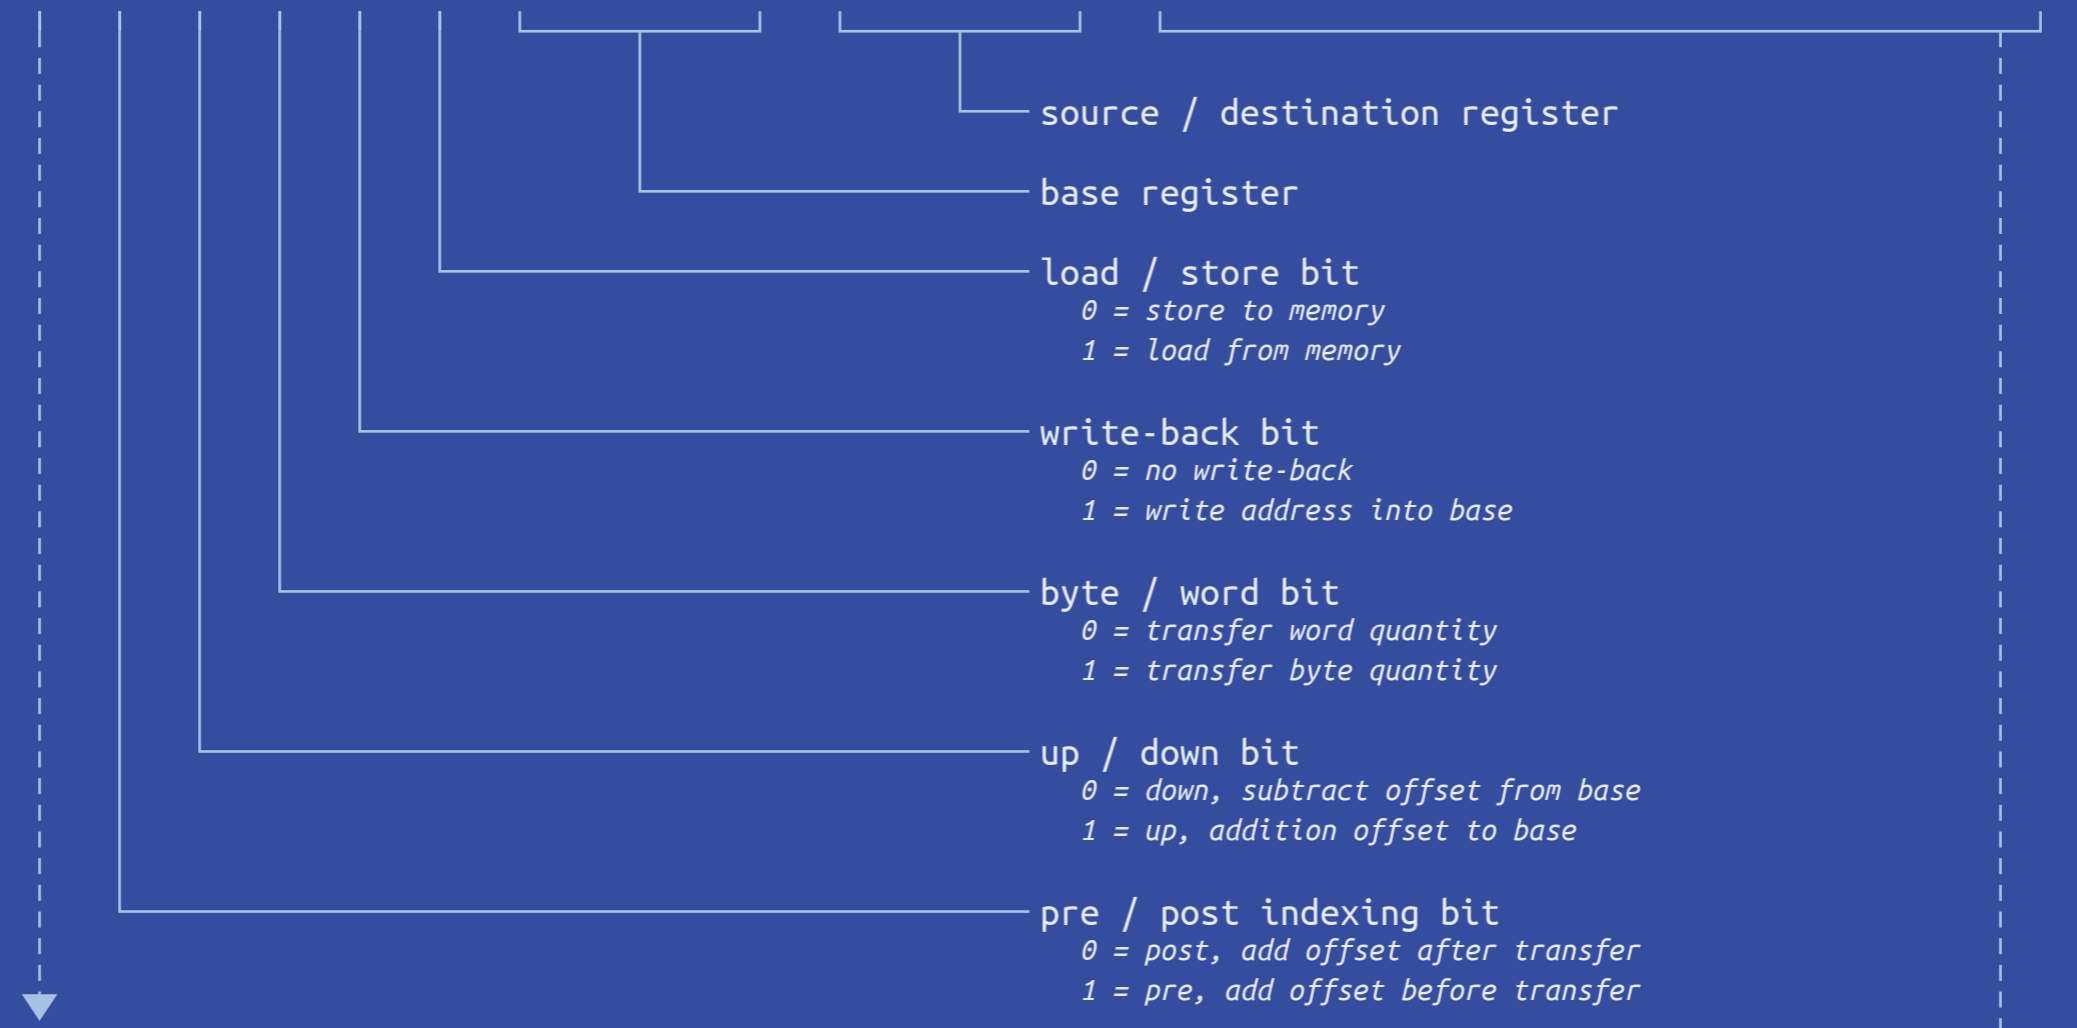 source / destination register
base register
load / store bit
0 = store to memory
1 = load from memory
write-back bit
0 = no write-back
1 = write address into base
byte / word bit
0 = transfer word quantity
1 = transfer byte quantity
up / down bit
0 = down, subtract offset from base
1 = up, addition offset to base
pre / post indexing bit
0 = post, add offset after transfer
1 = pre, add offset before transfer